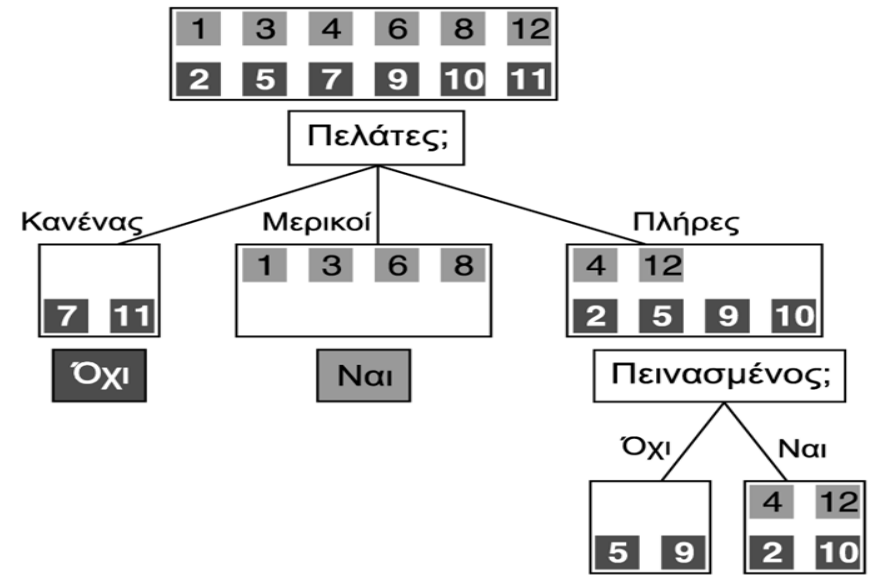 1 3 4 6 8 12
2 5 7 9 10 11
Πελάτες;
Κανένας Μερικοί Πλήρες
1 3 6 8 4 12
7 11 2 5 9 10
Όχι Ναι Πεινασμένος;
Όχι Ναι
4 12
5 9 2 10